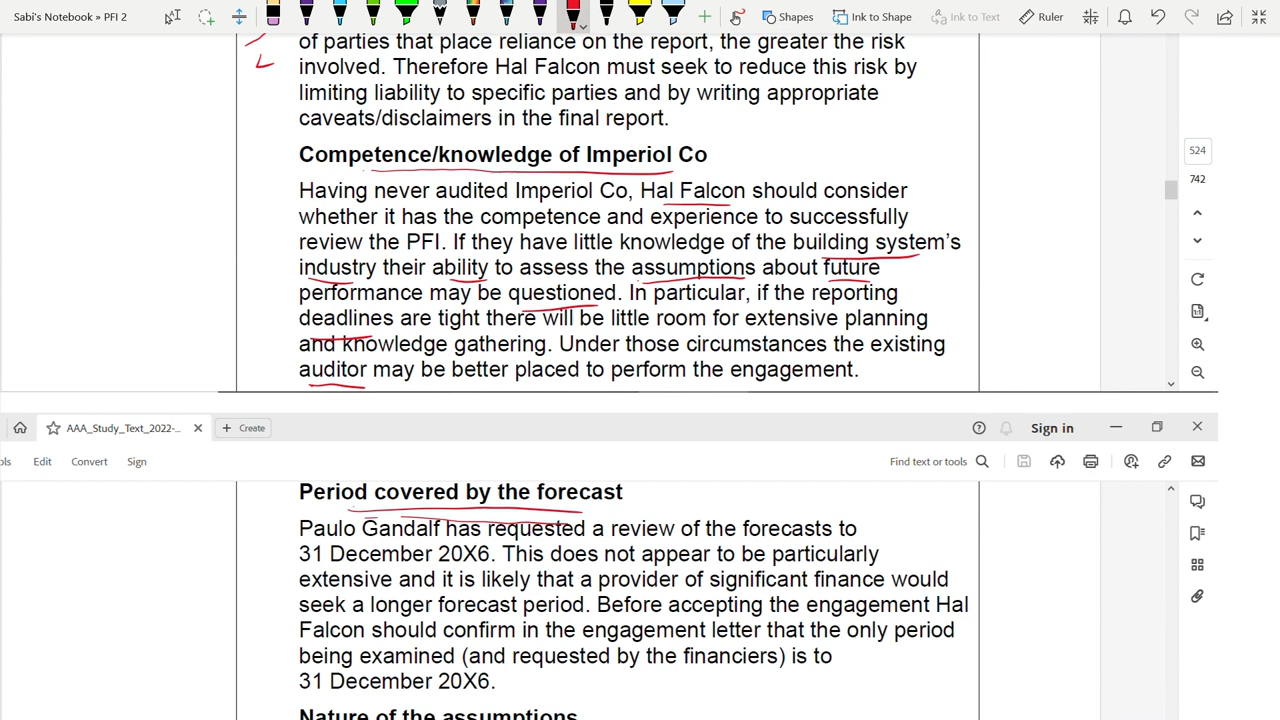 Sabi's Notebook » PFI 2
Shapes
Ink to Shape
Ink to Text
Ruler
of parties that place reliance on the report, the greater the risk
involved. Therefore Hal Falcon must seek to reduce this risk by
limiting liability to specific parties and by writing appropriate
caveats/disclaimers in the final report.
Competence/knowledge of Imperiol Co
Having never audited Imperiol Co, Hal Falcon should consider
whether it has the competence and experience to successfully
review the PFI. If they have little knowledge of the building system's
industry their ability to assess the assumptions about future
performance may be questioned. In particular, if the reporting
deadlines are tight there will be little room for extensive planning
and knowledge gathering. Under those circumstances the existing
auditor may be better placed to perform the engagement.
524
742
AAA_Study_Text_2022-...
Create
Sign in
ols
Edit
Convert
Sign
Find text or tools
Period covered by the forecast
Paulo Gandalf has requested a review of the forecasts to
31 December 20X6. This does not appear to be particularly
extensive and it is likely that a provider of significant finance would
seek a longer forecast period. Before accepting the engagement Hal
Falcon should confirm in the engagement letter that the only period
being examined (and requested by the financiers) is to
31 December 20X6.
Nature of the assumptions